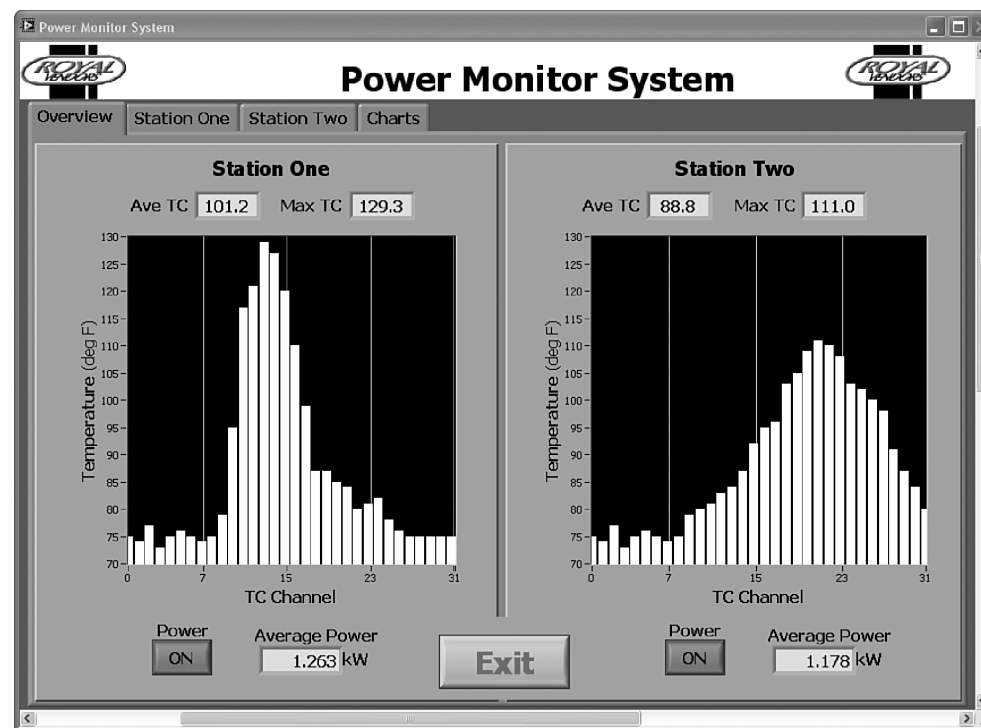 Power Monitor System
ROYAL
VENDORS
Power Monitor System
ROYAL
VENDORS
Overview Station One Station Two Charts
Station One
Ave TC 101.2 Max TC 129.3
130
125
120
115
110
105
100
95
90
85
80
75
70
Temperature (deg F)
0 7 15 23 31
TC Channel
Power
ON
Average Power
1.263 kW
Station Two
Ave TC 88.8 Max TC 111.0
130
125
120
115
110
105
100
95
90
85
80
75
70
Temperature (deg F)
0 7 15 23 31
TC Channel
Power
ON
Average Power
1.178 kW
Exit